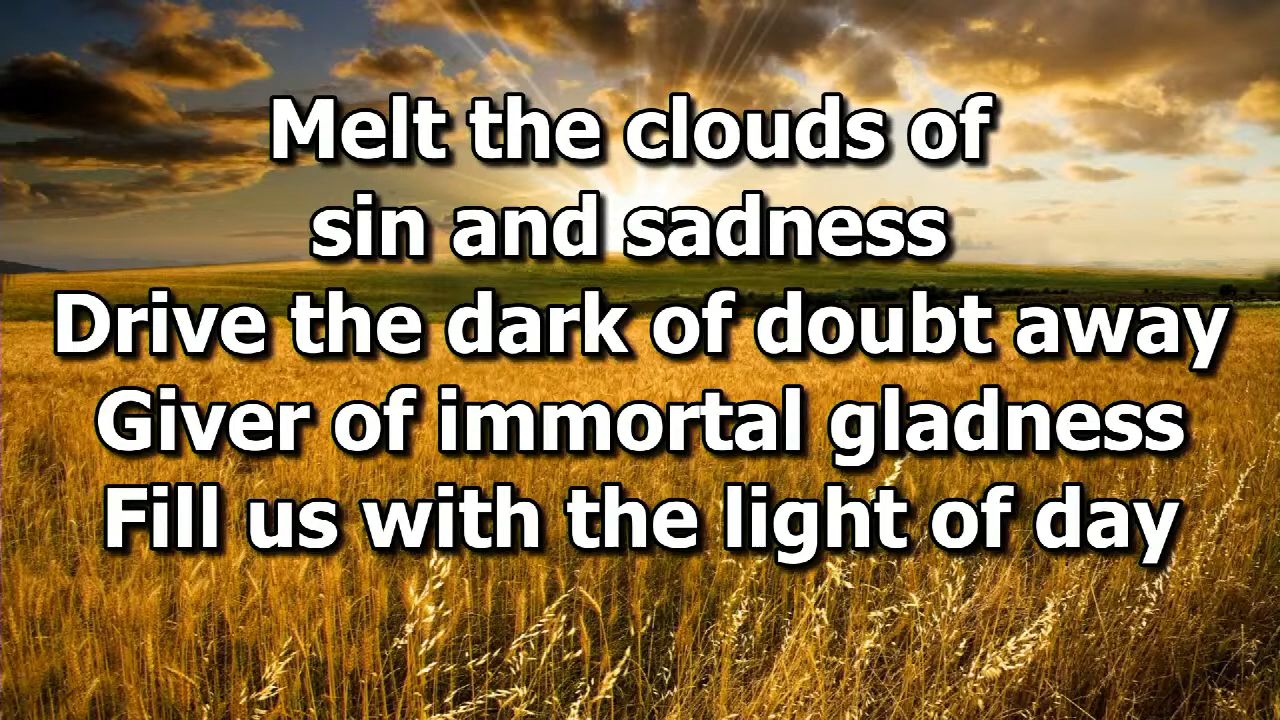 Melt the clouds of
sin and sadness
Drive the dark of doubt away
Giver of immortal gladness
Fill us with the light of day